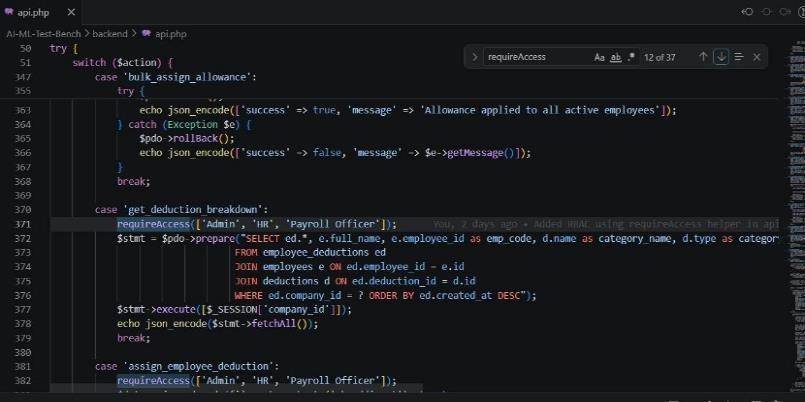 api.php
AI-ML-Test-Bench > backend > api.php
requireAccess Aa ab .* 12 of 37
50 try {
51 switch ($action) {
347 case 'bulk_assign_allowance':
355 try {
363 echo json_encode(['success' => true, 'message' => 'Allowance applied to all active employees']);
364 } catch (Exception $e) {
365 $pdo->rollBack();
366 echo json_encode(['success' => false, 'message' => $e->getMessage()]);
367 }
368 break;
369
370 case 'get_deduction_breakdown':
371 requireAccess(['Admin', 'HR', 'Payroll Officer']); You, 2 days ago • Added RBAC using requireAccess helper in api
372 $stmt = $pdo->prepare("SELECT ed.*, e.full_name, e.employee_id as emp_code, d.name as category_name, d.type as categor
373 FROM employee_deductions ed
374 JOIN employees e ON ed.employee_id = e.id
375 JOIN deductions d ON ed.deduction_id = d.id
376 WHERE ed.company_id = ? ORDER BY ed.created_at DESC");
377 $stmt->execute([$_SESSION['company_id']]);
378 echo json_encode($stmt->fetchAll());
379 break;
380
381 case 'assign_employee_deduction':
382 requireAccess(['Admin', 'HR', 'Payroll Officer']);